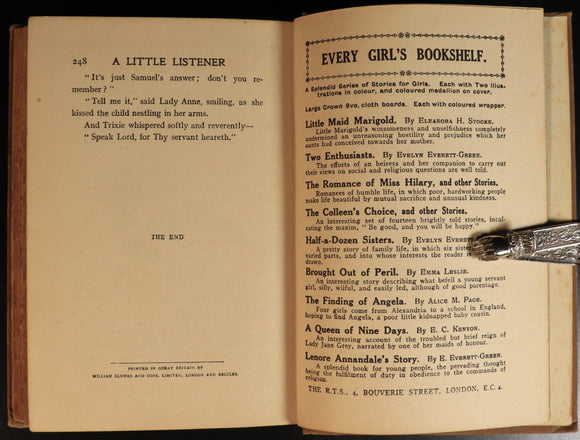 248 A LITTLE LISTENER
"It's just Samuel's answer; don't you re-
member?"
"Tell me it," said Lady Anne, smiling, as she
kissed the child nestling in her arms.
And Trixie whispered softly and reverently—
"Speak Lord, for Thy servant heareth."
THE END
PRINTED IN GREAT BRITAIN BY
WILLIAM CLOWES AND SONS, LIMITED, LONDON AND BECCLES.
EVERY GIRL'S BOOKSHELF.
A Splendid Series of Stories for Girls. Each with Two Illus-
trations in colour, and coloured medallion on cover.
Large Crown 8vo, cloth boards. Each with coloured wrapper.
Little Maid Marigold. By Eleanora H. Stooke.
Little Marigold's winsomeness and unselfishness completely
undermined an unreasoning hostility and prejudice which her
aunts had conceived towards her mother.
Two Enthusiasts. By Evelyn Everett-Green.
The efforts of an heiress and her companion to carry out
their views on social and religious questions are well told.
The Romance of Miss Hilary, and other Stories.
Romances of humble life, in which poor, hardworking people
make life beautiful by mutual sacrifice and unusual kindness.
The Colleen's Choice, and other Stories.
An interesting set of fourteen brightly told stories, incul-
cating the maxim, "Be good, and you will be happy."
Half-a-Dozen Sisters. By Evelyn Everett
A pretty story of family life, in which six sisters
varied parts, and into whose interests the reader is
drawn.
Brought Out of Peril. By Emma Leslie.
An interesting story describing what befell a young servant
girl, silly, wilful, and easily led, although of good parentage.
The Finding of Angela. By Alice M. Page.
Four girls come from Alexandria to a school in England,
hoping to find Angela, a poor little kidnapped baby cousin.
A Queen of Nine Days. By E. C. Kenyon.
An interesting account of the troubled but brief reign of
Lady Jane Grey, narrated by one of her maids of honour.
Lenore Annandale's Story. By E. Everett-Green.
A splendid book for young people, the pervading thought
being the fulfilment of duty in obedience to the commands of
religion.
THE R.T.S., 4, BOUVERIE STREET, LONDON, E.C. 4.